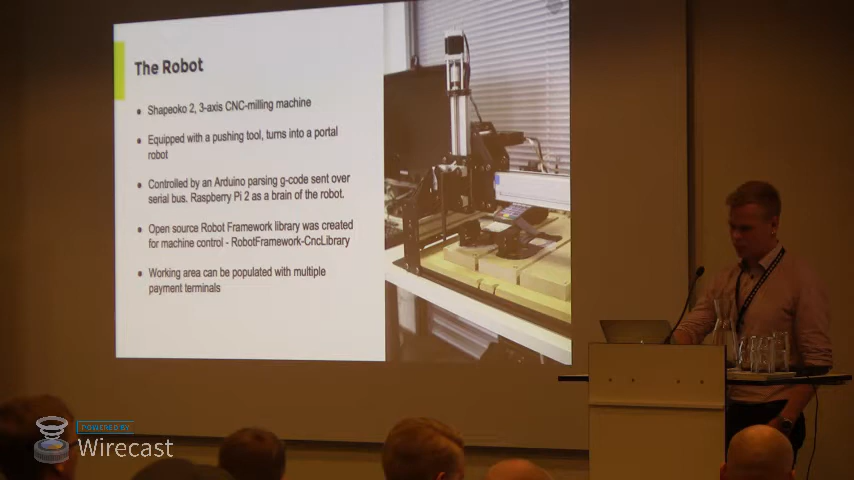 The Robot
• Shapeoko 2, 3-axis CNC-milling machine
• Equipped with a pushing tool, turns into a portal
robot
• Controlled by an Arduino parsing g-code sent over
serial bus. Raspberry Pi 2 as a brain of the robot.
• Open source Robot Framework library was created
for machine control - RobotFramework-CncLibrary
• Working area can be populated with multiple
payment terminals
POWERED BY
Wirecast